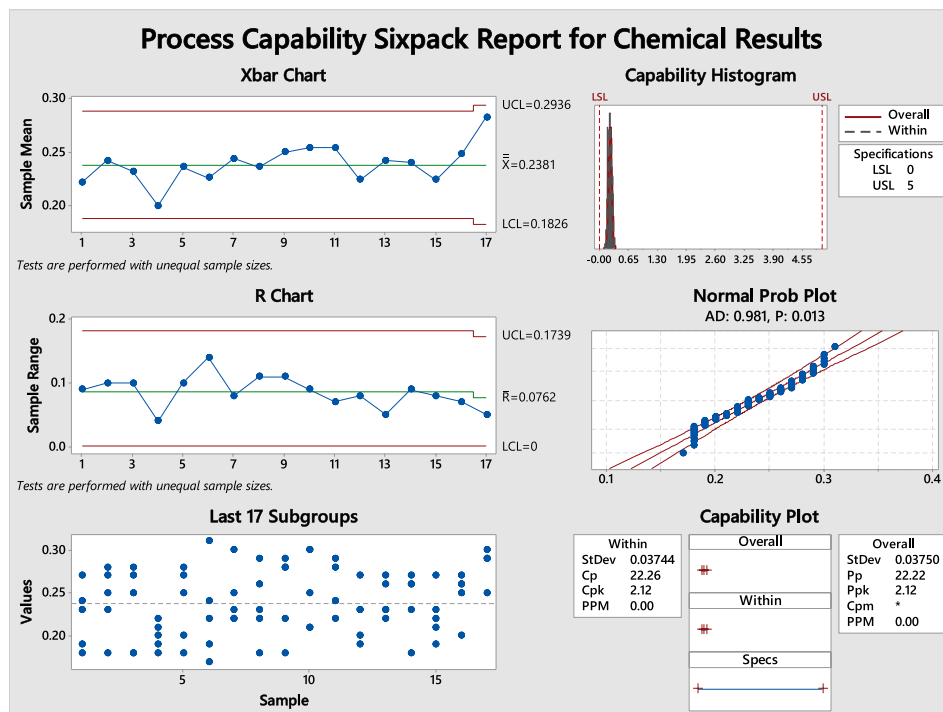 Process Capability Sixpack Report for Chemical Results
Xbar Chart
Sample Mean
0.30
0.25
0.20
1 3 5 7 9 11 13 15 17
UCL=0.2936
X=0.2381
LCL=0.1826
Tests are performed with unequal sample sizes.
Capability Histogram
LSL USL
-0.00 0.65 1.30 1.95 2.60 3.25 4.55
Overall
Within
Specifications
LSL 0
USL 5
R Chart
Sample Range
0.2
0.1
0.0
1 3 5 7 9 11 13 15 17
UCL=0.1739
R=0.0762
LCL=0
Tests are performed with unequal sample sizes.
Normal Prob Plot
AD: 0.981, P: 0.013
0.1 0.2 0.3 0.4
Last 17 Subgroups
Values
0.30
0.25
0.20
5 10 15
Sample
Capability Plot
Within
StDev 0.03744
Cp 22.26
Cpk 2.12
PPM 0.00
Overall
Within
Specs
Overall
StDev 0.03750
Pp 22.22
Ppk 2.12
Cpm *
PPM 0.00